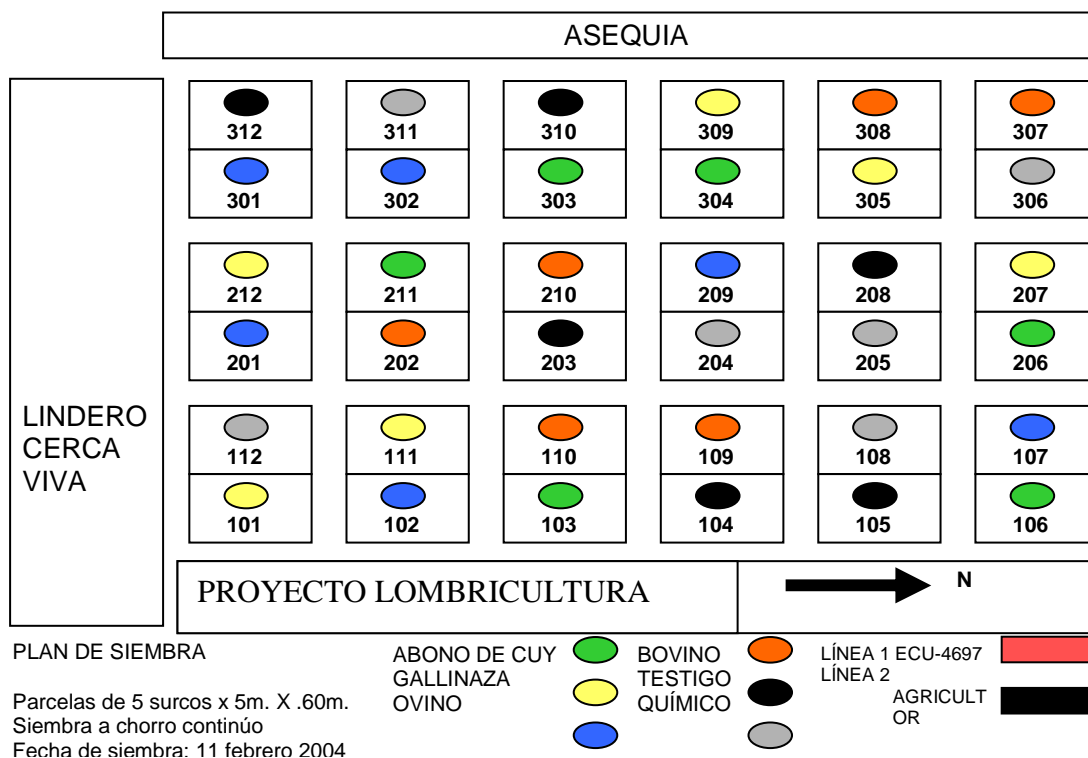 ASEQUIA
312 311 310 309 308 307
301 302 303 304 305 306
212 211 210 209 208 207
201 202 203 204 205 206
LINDERO
CERCA
VIVA
112 111 110 109 108 107
101 102 103 104 105 106
PROYECTO LOMBRICULTURA
N
PLAN DE SIEMBRA
Parcelas de 5 surcos x 5m. X .60m.
Siembra a chorro continúo
Fecha de siembra: 11 febrero 2004
ABONO DE CUY
GALLINAZA
OVINO
BOVINO
TESTIGO
QUÍMICO
LÍNEA 1 ECU-4697
LÍNEA 2
AGRICULT
OR